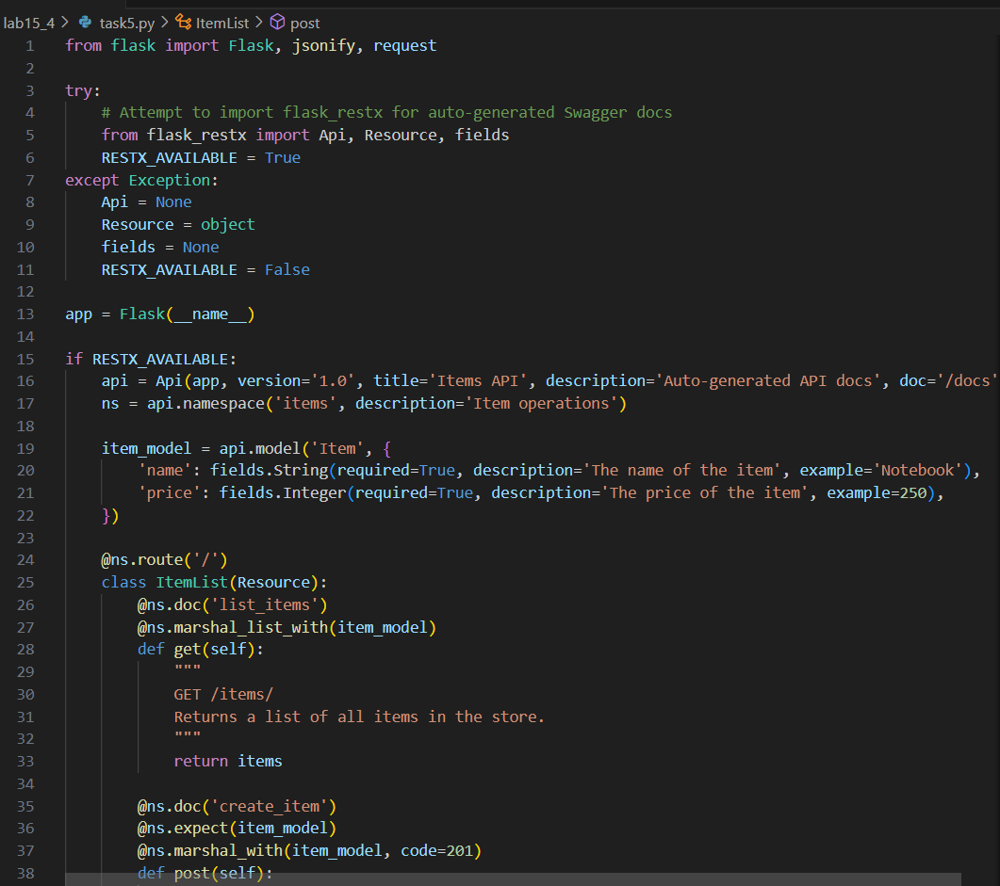 lab15_4 > task5.py > ItemList > post
1 from flask import Flask, jsonify, request
2
3 try:
4     # Attempt to import flask_restx for auto-generated Swagger docs
5     from flask_restx import Api, Resource, fields
6     RESTX_AVAILABLE = True
7 except Exception:
8     Api = None
9     Resource = object
10     fields = None
11     RESTX_AVAILABLE = False
12
13 app = Flask(__name__)
14
15 if RESTX_AVAILABLE:
16     api = Api(app, version='1.0', title='Items API', description='Auto-generated API docs', doc='/docs'
17     ns = api.namespace('items', description='Item operations')
18
19     item_model = api.model('Item', {
20         'name': fields.String(required=True, description='The name of the item', example='Notebook'),
21         'price': fields.Integer(required=True, description='The price of the item', example=250),
22     })
23
24     @ns.route('/')
25     class ItemList(Resource):
26         @ns.doc('list_items')
27         @ns.marshal_list_with(item_model)
28         def get(self):
29             """
30             GET /items/
31             Returns a list of all items in the store.
32             """
33             return items
34
35         @ns.doc('create_item')
36         @ns.expect(item_model)
37         @ns.marshal_with(item_model, code=201)
38         def post(self):